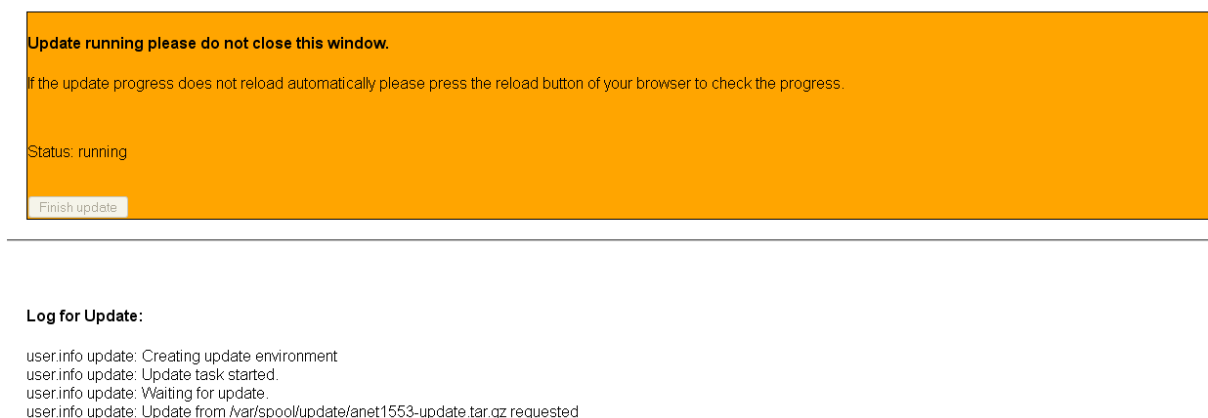 Update running please do not close this window.
If the update progress does not reload automatically please press the reload button of your browser to check the progress.
Status: running
Finish update
Log for Update:
user.info update: Creating update environment
user.info update: Update task started.
user.info update: Waiting for update.
user.info update: Update from /var/spool/update/anet1553-update.tar.gz requested